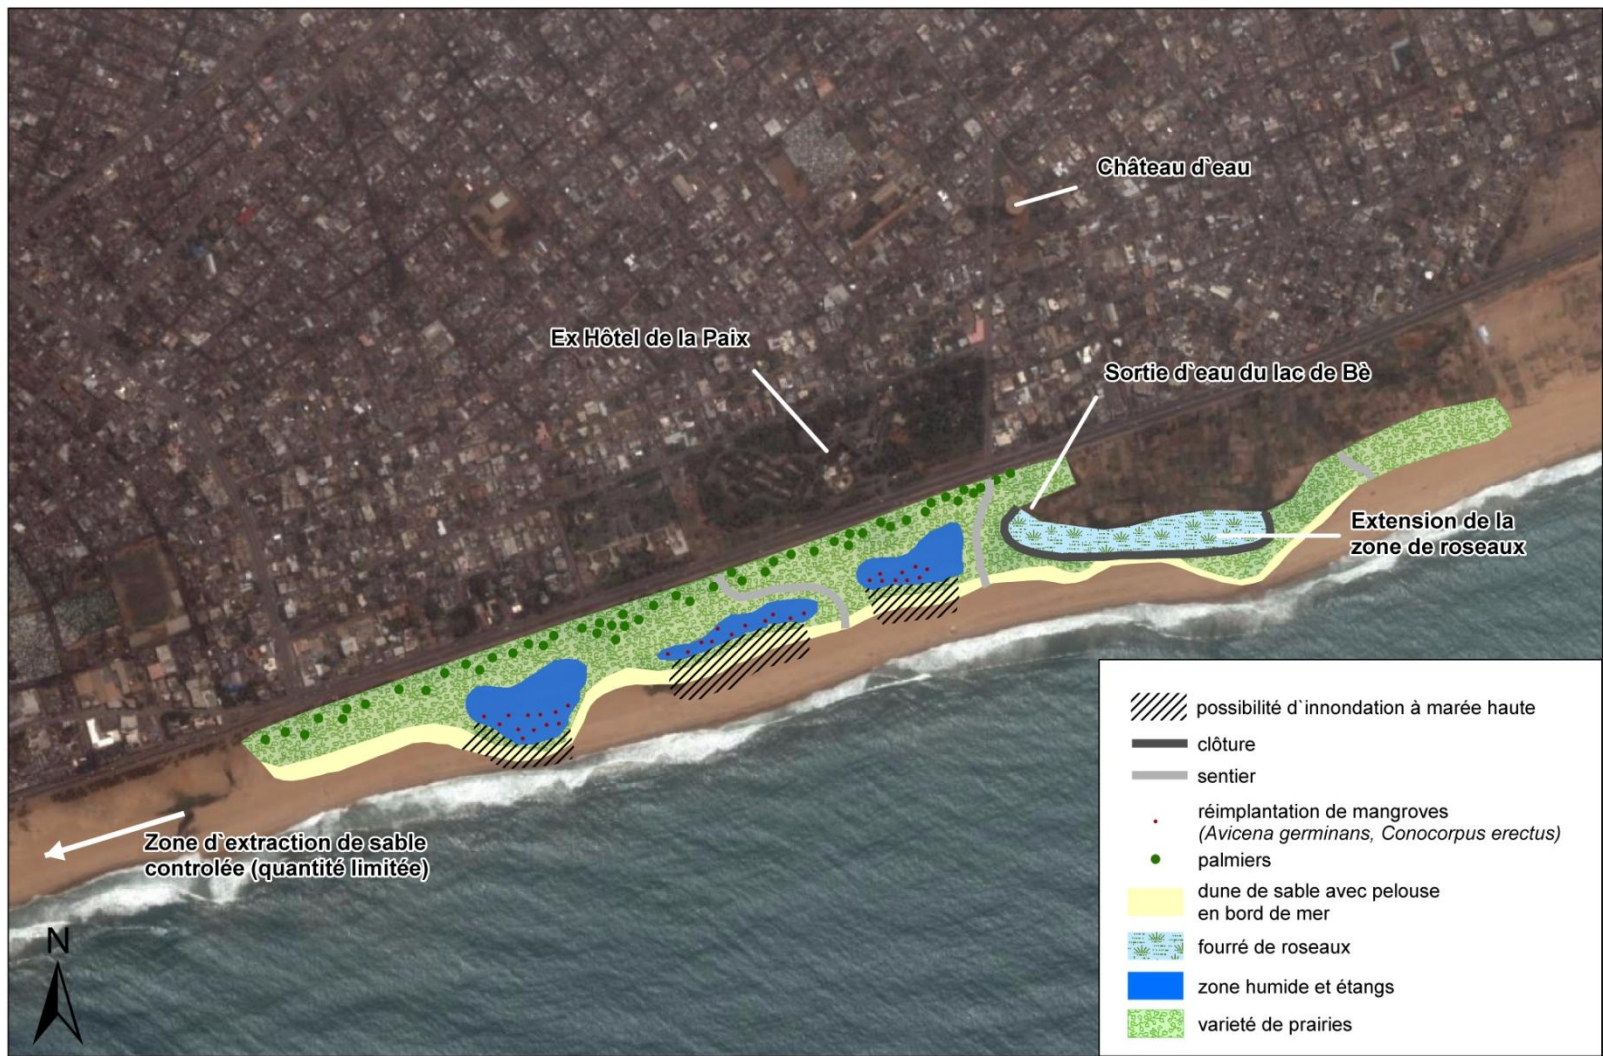 Château d`eau
Ex Hôtel de la Paix
Sortie d`eau du lac de Bè
Extension de la
zone de roseaux
Zone d`extraction de sable
controlée (quantité limitée)
N
possibilité d`innondation à marée haute
clôture
sentier
réimplantation de mangroves
(Avicena germinans, Conocorpus erectus)
palmiers
dune de sable avec pelouse
en bord de mer
fourré de roseaux
zone humide et étangs
varieté de prairies